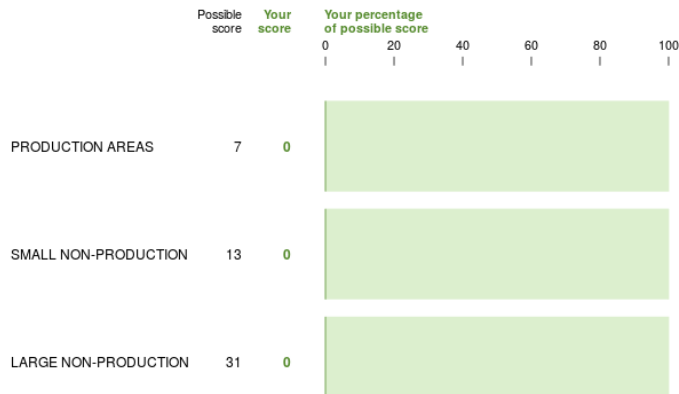 Possible score Your score Your percentage of possible score
0 20 40 60 80 100
PRODUCTION AREAS 7 0
SMALL NON-PRODUCTION 13 0
LARGE NON-PRODUCTION 31 0